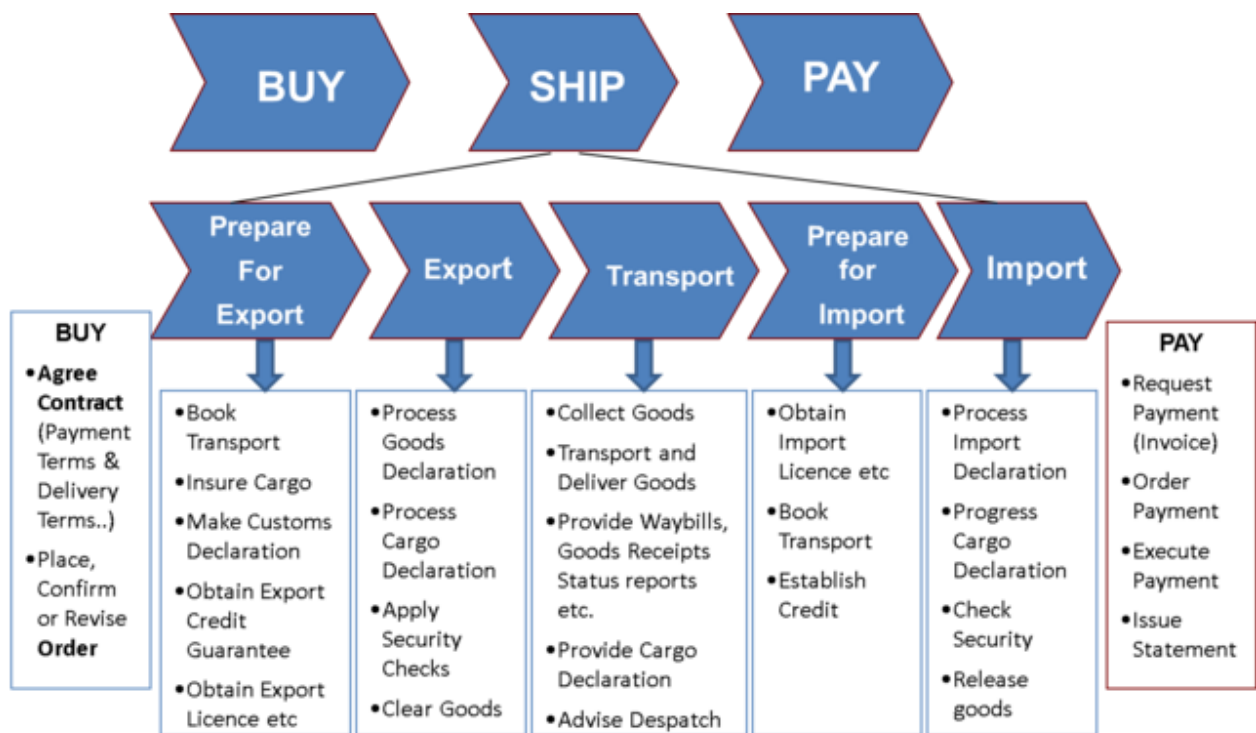 BUY
SHIP
PAY
Prepare
For
Export
Export
Transport
Prepare
for
Import
Import
BUY
•Agree
Contract
(Payment
Terms &
Delivery
Terms..)
•Place,
Confirm
or Revise
Order
•Book
Transport
•Insure Cargo
•Make Customs
Declaration
•Obtain Export
Credit
Guarantee
•Obtain Export
Licence etc
•Process
Goods
Declaration
•Process
Cargo
Declaration
•Apply
Security
Checks
•Clear Goods
•Collect Goods
•Transport and
Deliver Goods
•Provide Waybills,
Goods Receipts
Status reports
etc.
•Provide Cargo
Declaration
•Advise Despatch
•Obtain
Import
Licence etc
•Book
Transport
•Establish
Credit
•Process
Import
Declaration
•Progress
Cargo
Declaration
•Check
Security
•Release
goods
PAY
•Request
Payment
(Invoice)
•Order
Payment
•Execute
Payment
•Issue
Statement